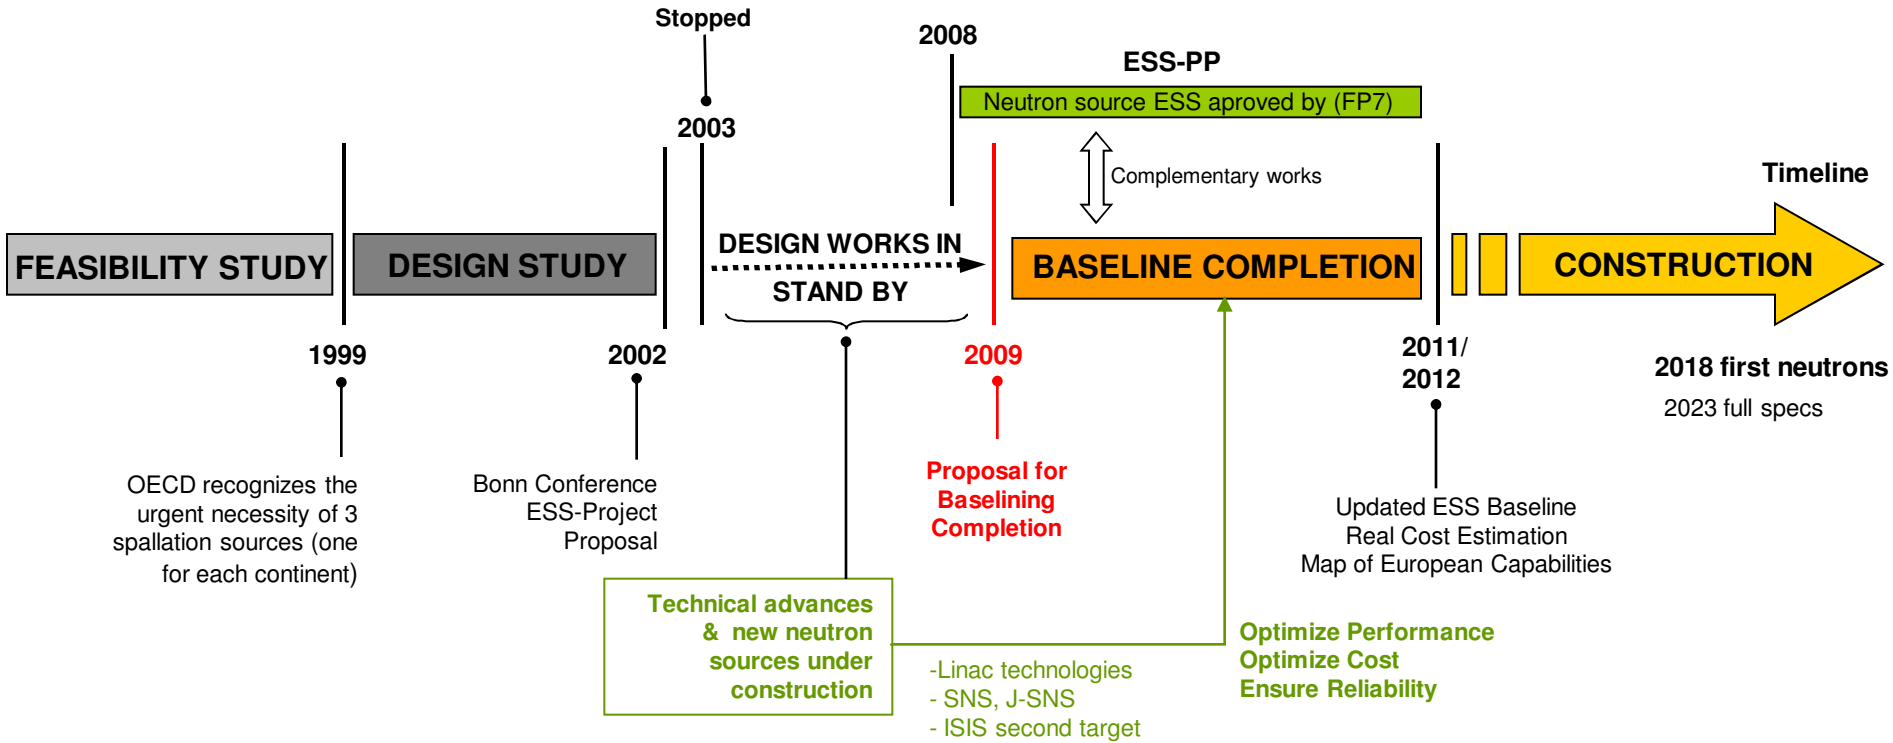 Stopped
2008
ESS-PP
Neutron source ESS aproved by (FP7)
2003
Complementary works
Timeline
FEASIBILITY STUDY
DESIGN STUDY
DESIGN WORKS IN
STAND BY
BASELINE COMPLETION
CONSTRUCTION
1999
2002
2009
2011/
2012
2018 first neutrons
2023 full specs
OECD recognizes the
urgent necessity of 3
spallation sources (one
for each continent)
Bonn Conference
ESS-Project
Proposal
Proposal for
Baselining
Completion
Updated ESS Baseline
Real Cost Estimation
Map of European Capabilities
Technical advances
& new neutron
sources under
construction
-Linac technologies
- SNS, J-SNS
- ISIS second target
Optimize Performance
Optimize Cost
Ensure Reliability